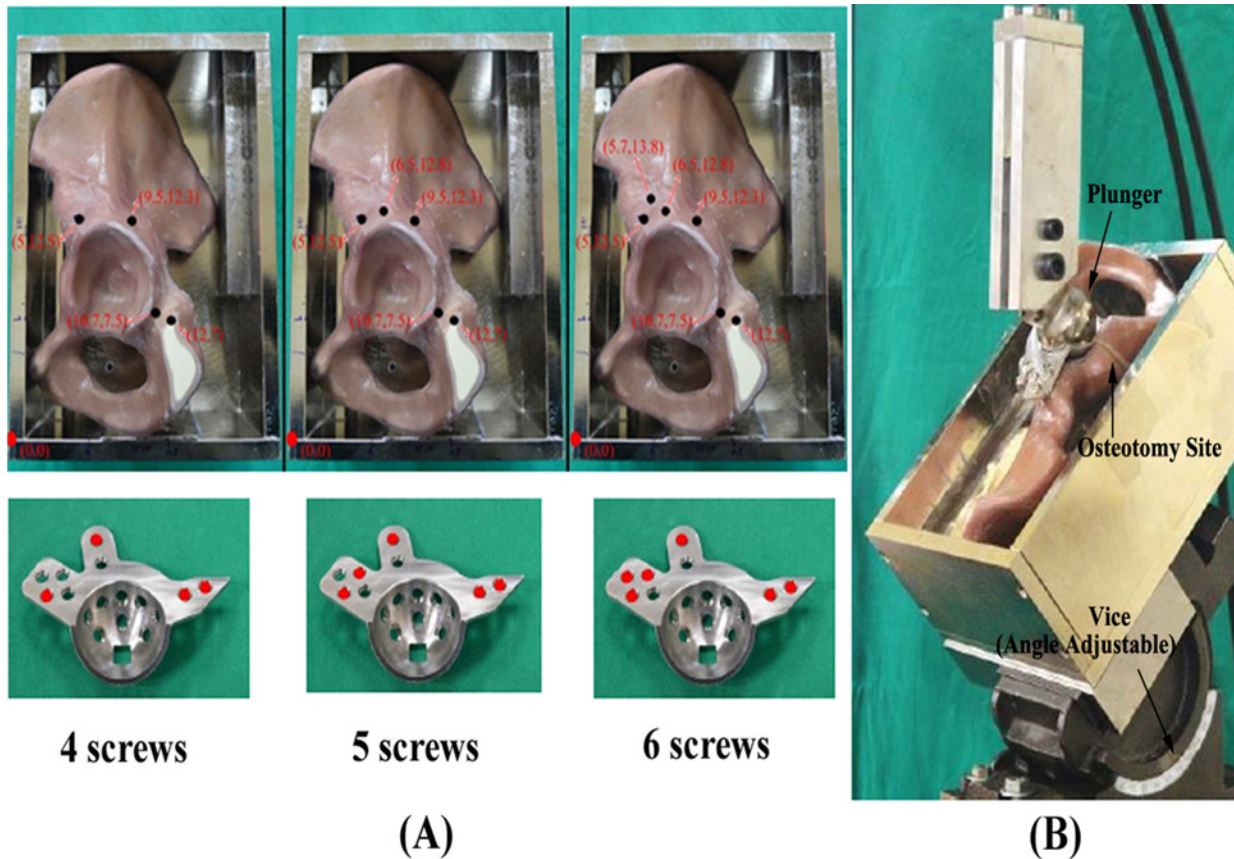 (6.5,12.8)
(9.5,12.3)
(5,12.5)
(10.7,7.5)
(12,7)
(0,0)
(5.7,13.8)
(6.5,12.8)
(9.5,12.3)
(9.5,12.3)
(5,12.5)
(5,12.5)
(10.7,7.5)
(12,7)
(10.7,7.5)
(12,7)
(0,0)
(0,0)
4 screws
5 screws
6 screws
(A)
Plunger
Osteotomy Site
Vice
(Angle Adjustable)
(B)